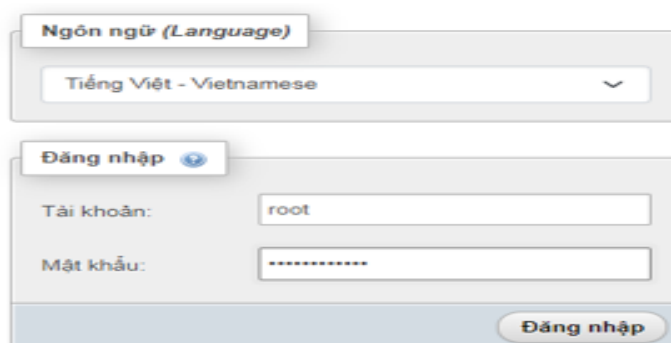 Ngôn ngữ (Language)
Tiếng Việt - Vietnamese
Đăng nhập
Tài khoản:
root
Mật khẩu:
••••••••••••
Đăng nhập